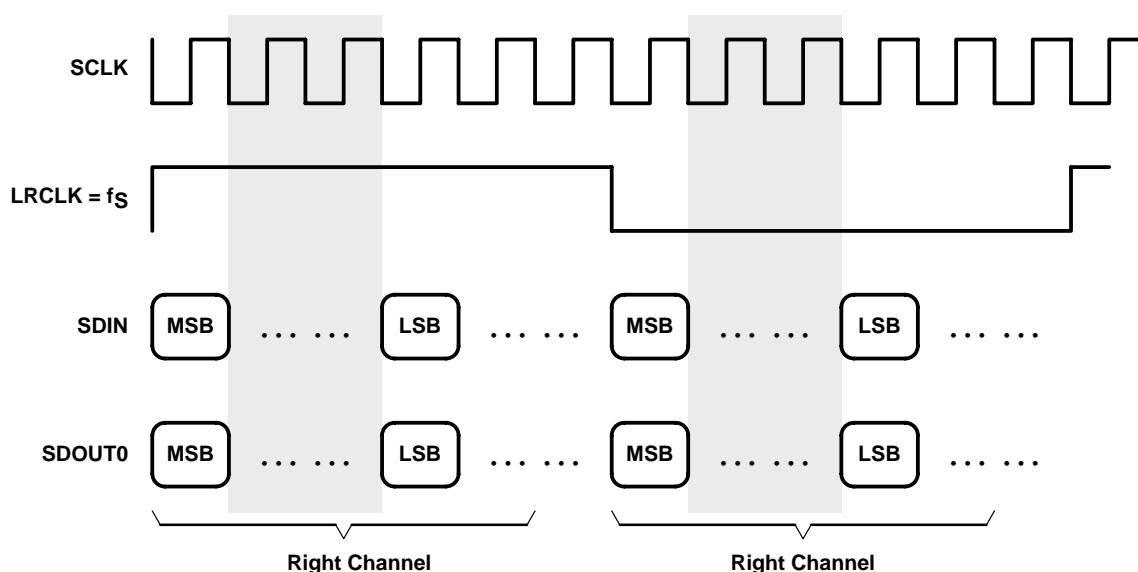 SCLK
LRCLK = fS
SDIN MSB ... ... LSB ... ... MSB ... ... LSB ... ...
SDOUT0 MSB ... ... LSB ... ... MSB ... ... LSB ... ...
Right Channel Right Channel